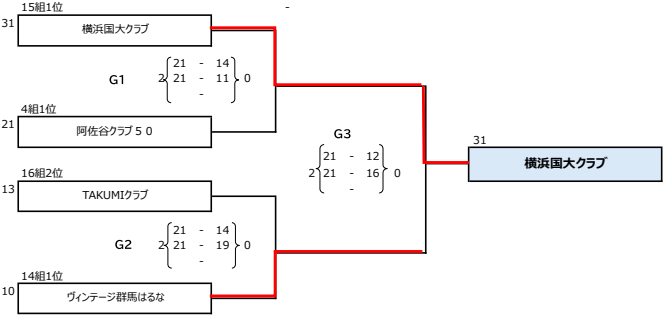 15組1位
-
31 横浜国大クラブ
G1
21 - 14
2 21 - 11 0
-
4組1位
21 阿佐谷クラブ50
G3
21 - 12
2 21 - 16 0
-
31
横浜国大クラブ
16組2位
13 TAKUMIクラブ
G2
21 - 14
2 21 - 19 0
-
14組1位
10 ヴィンテージ群馬はるな